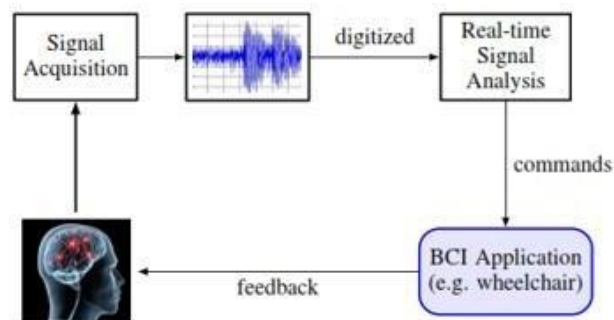 Signal
Acquisition
digitized
Real-time
Signal
Analysis
commands
BCI Application
(e.g. wheelchair)
feedback